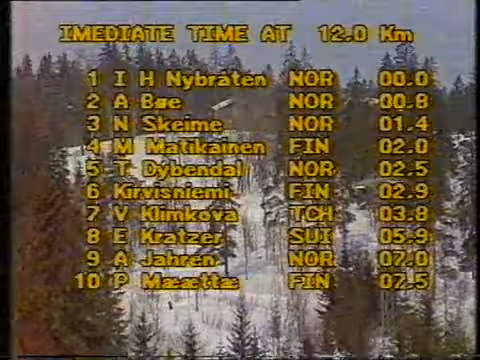 IMEDIATE TIME AT 12.0 Km
1 I H Nybråten NOR 00.0
2 A Bøe NOR 00.8
3 N Skeime NOR 01.4
4 M Matikainen FIN 02.0
5 T Dybendal NOR 02.5
6 Kirvisniemi FIN 02.9
7 V Klimkova TCH 03.8
8 E Kratzer SUI 05.9
9 A Jahren NOR 07.0
10 P Mæættæ FIN 07.5